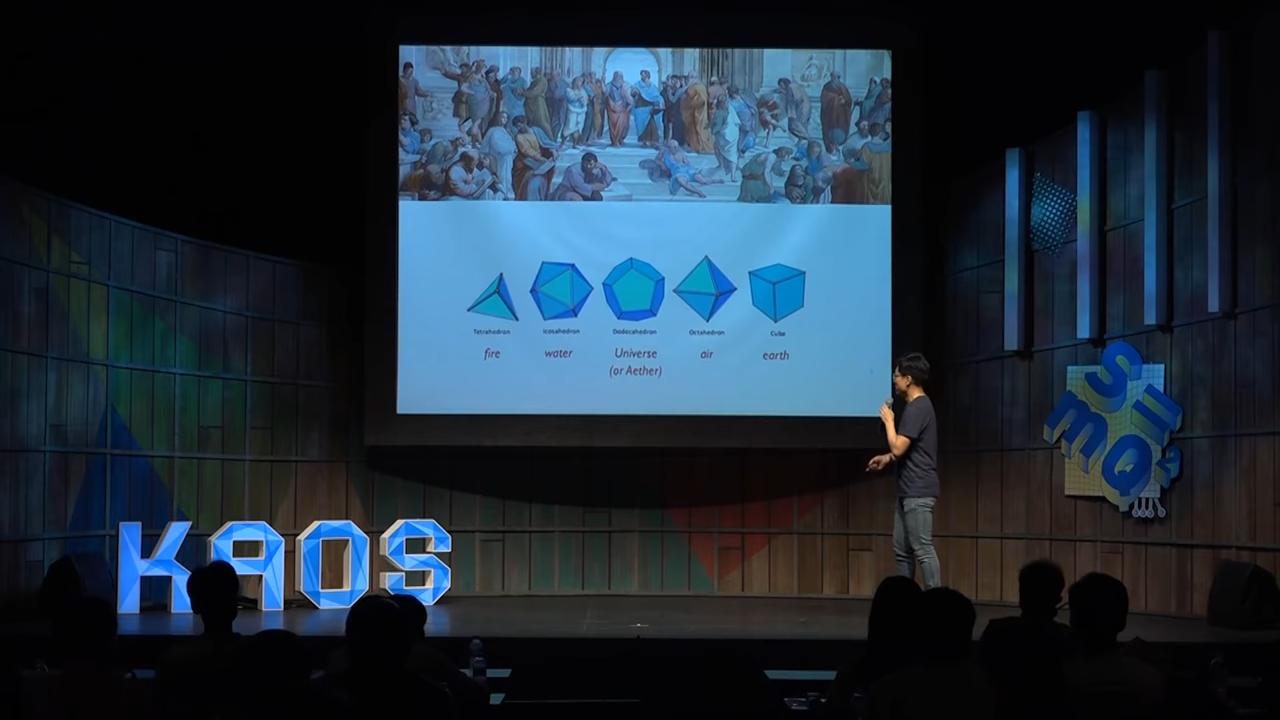 Tetrahedron
Icosahedron
Dodecahedron
Octahedron
Cube
fire
water
Universe
(or Aether)
air
earth
KAOS